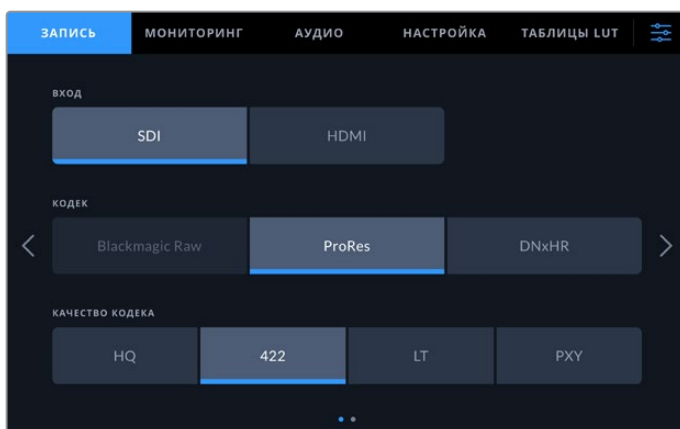 ЗАПИСЬ МОНИТОРИНГ АУДИО НАСТРОЙКА ТАБЛИЦЫ LUT
ВХОД
SDI HDMI
КОДЕК
Blackmagic Raw ProRes DNxHR
КАЧЕСТВО КОДЕКА
HQ 422 LT PXY